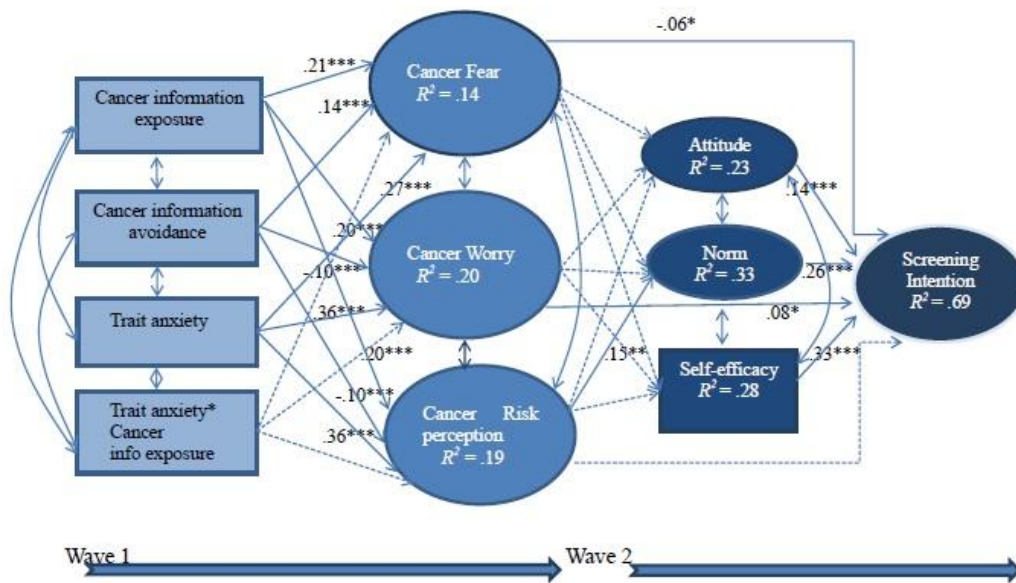 -.06*
.21***
Cancer Fear
R² = .14
Cancer information
exposure
.14***
Attitude
R² = .23
.27***
.14***
Cancer information
avoidance
.20***
Cancer Worry
R² = .20
Norm
R² = .33
Screening
Intention
R² = .69
-.10***
.26***
Trait anxiety
.36***
.08*
.20***
.15**
.33***
Self-efficacy
R² = .28
Trait anxiety*
Cancer
info exposure
-.10***
Cancer Risk
perception
R² = .19
.36***
Wave 1
Wave 2